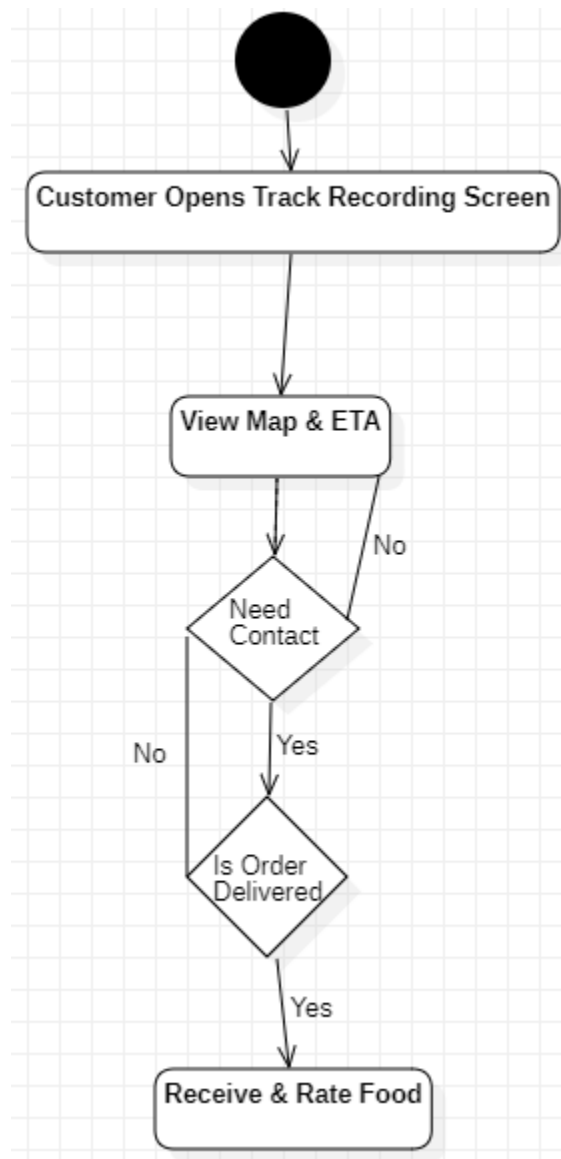 Customer Opens Track Recording Screen
View Map & ETA
No
Need
Contact
Yes
No
Is Order
Delivered
Yes
Receive & Rate Food